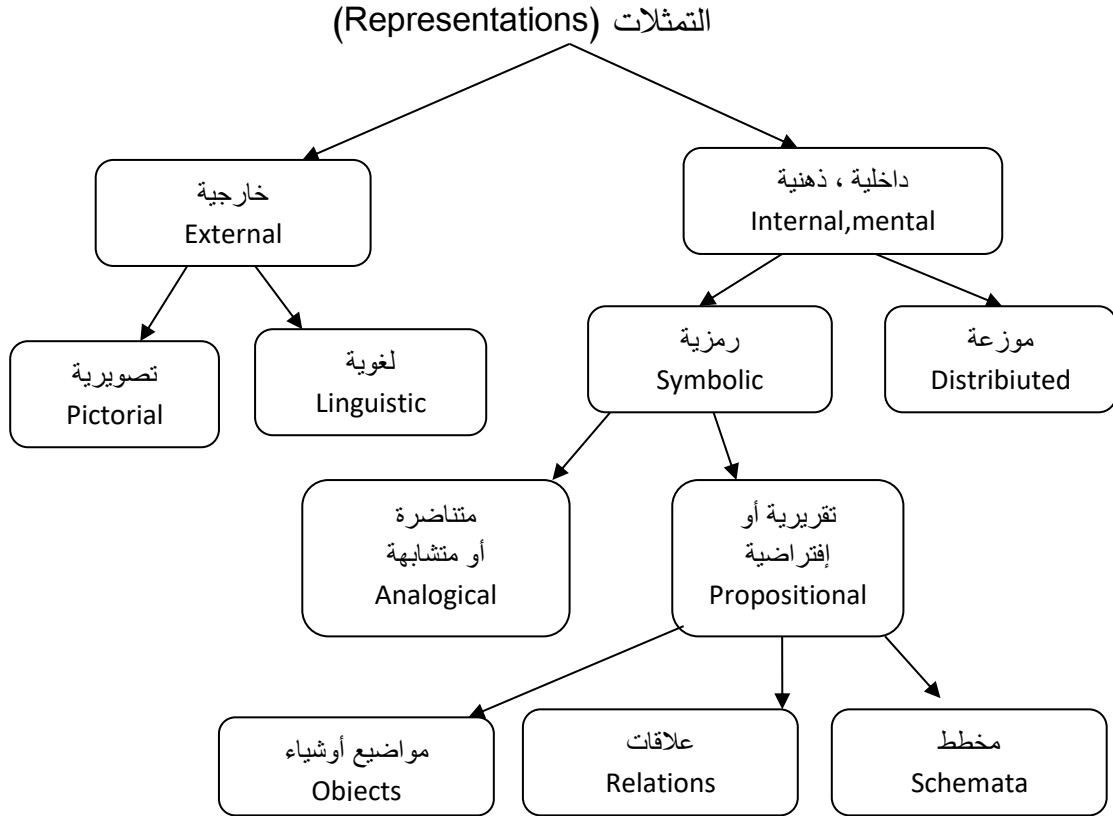 التمثلات (Representations)
داخلية ، ذهنية
Internal,mental
خارجية
External
موزعة
Distribiuted
رمزية
Symbolic
لغوية
Linguistic
تصويرية
Pictorial
تقريرية أو
إفتراضية
Propositional
متناضرة
أو متشابهة
Analogical
مخطط
Schemata
علاقات
Relations
مواضيع أوشياء
Objects